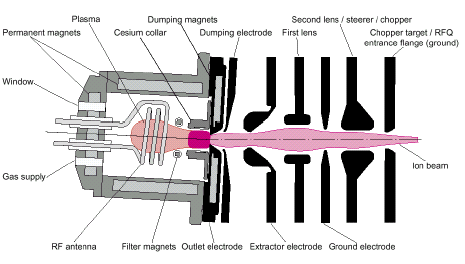 Dumping magnets
Second lens / steerer / chopper
Plasma
Permanent magnets
Cesium collar
Dumping electrode
First lens
Chopper target / RFQ
entrance flange (ground)
Window
Ion beam
Gas supply
RF antenna
Filter magnets
Outlet electrode
Extractor electrode
Ground electrode